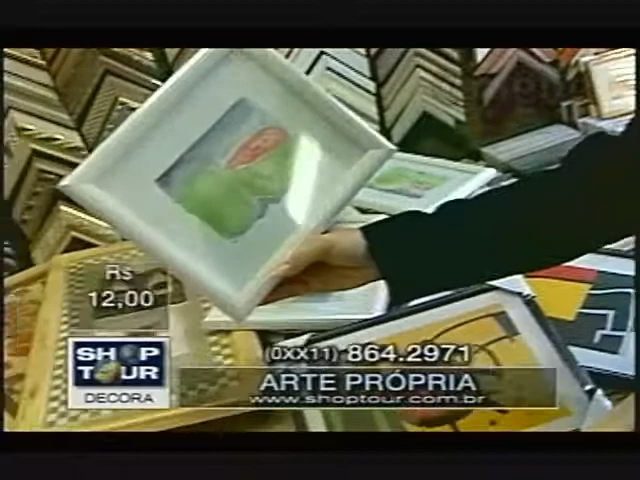 R$
12,00
SHOP
TOUR
DECORA
(0XX11) 864.2971
ARTE PRÓPRIA
www.shoptour.com.br